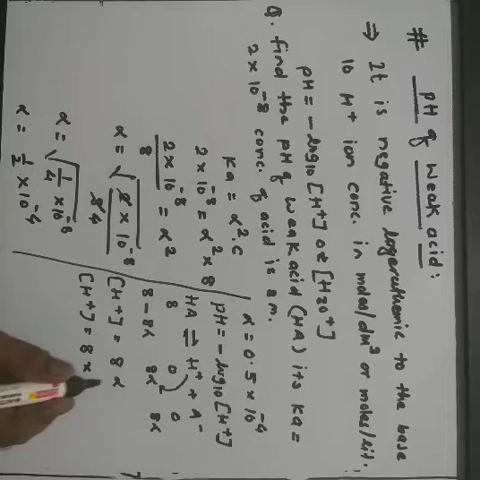 # pH of weak acid:
⇒ It is negative logerithemic to the base
10 H⁺ ion conc. in moles/dm³ or moles/lit.
pH = -log10 [H⁺] or [H3O⁺]
Q. find the pH of weak acid (HA) its ka =
2 × 10⁻⁸ conc. of acid is 8m.
ka = α².c
2×10⁻⁸ = α² × 8
2×10⁻⁸/8 = α²
α = √2×10⁻⁸/8 4
α = √1/4 ×10⁻⁸
α = 1/2 ×10⁻⁴
α = 0.5×10⁻⁴
pH = -log10 [H⁺]
HA ⇌ H⁺ + A⁻
8 0 0
8-8α 8α 8α
[H⁺] = 8α
[H⁺] = 8 ×